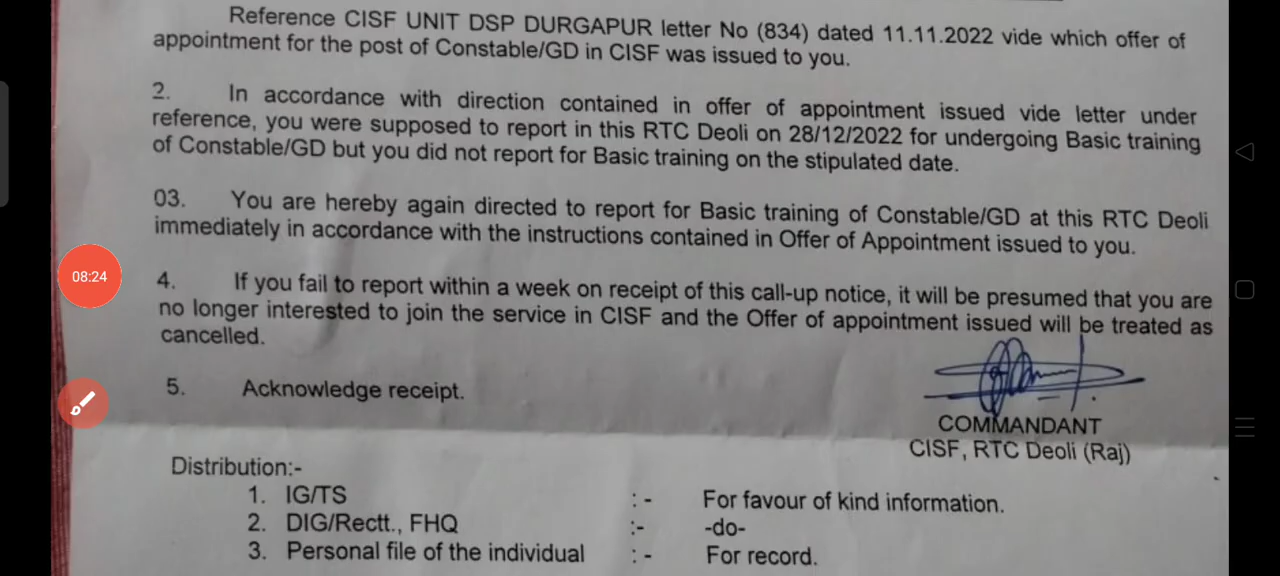 Reference CISF UNIT DSP DURGAPUR letter No (834) dated 11.11.2022 vide which offer of
appointment for the post of Constable/GD in CISF was issued to you.
2. In accordance with direction contained in offer of appointment issued vide letter under
reference, you were supposed to report in this RTC Deoli on 28/12/2022 for undergoing Basic training
of Constable/GD but you did not report for Basic training on the stipulated date.
03. You are hereby again directed to report for Basic training of Constable/GD at this RTC Deoli
immediately in accordance with the instructions contained in Offer of Appointment issued to you.
08:24
4. If you fail to report within a week on receipt of this call-up notice, it will be presumed that you are
no longer interested to join the service in CISF and the Offer of appointment issued will be treated as
cancelled.
5. Acknowledge receipt.
COMMANDANT
CISF, RTC Deoli (Raj)
Distribution:-
1. IG/TS :- For favour of kind information.
2. DIG/Rectt., FHQ :- -do-
3. Personal file of the individual :- For record.